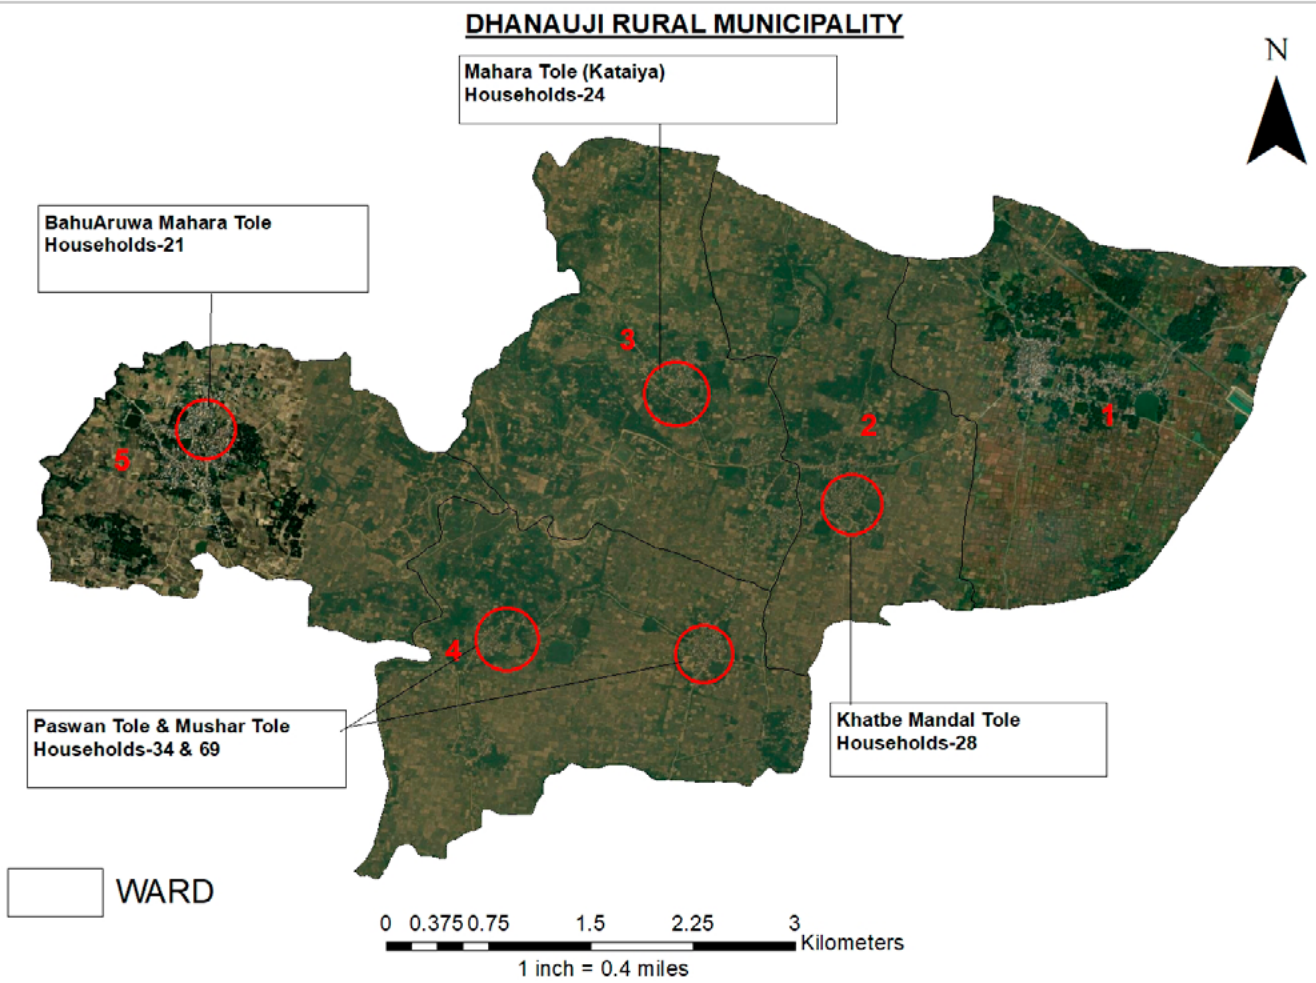 DHANAUJI RURAL MUNICIPALITY
N
Mahara Tole (Kataiya)
Households-24
BahuAruwa Mahara Tole
Households-21
3
2
1
5
4
Paswan Tole & Mushar Tole
Households-34 & 69
Khatbe Mandal Tole
Households-28
WARD
0 0.375 0.75 1.5 2.25 3
Kilometers
1 inch = 0.4 miles